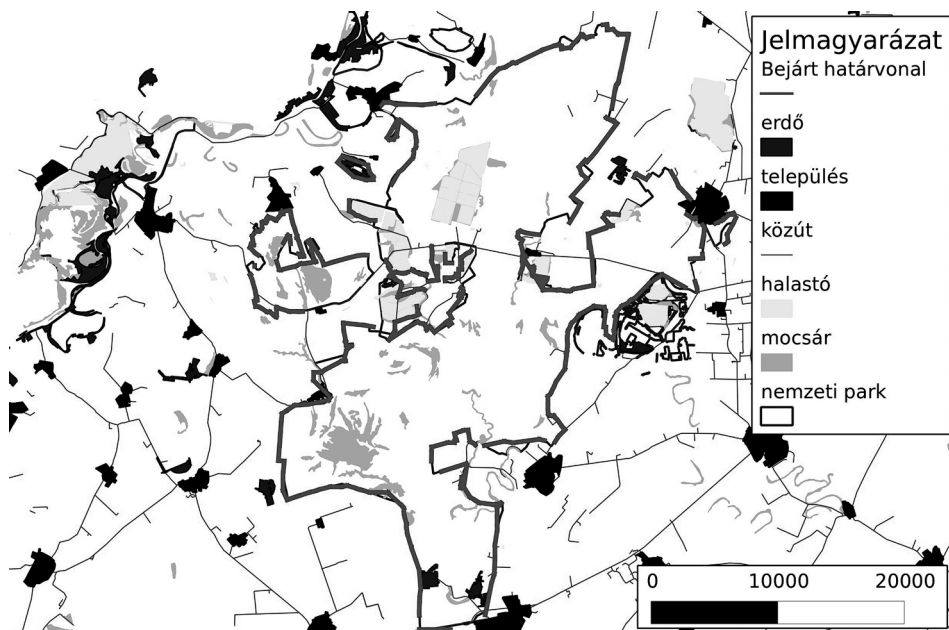 Jelmagyarázat
Bejárt határvonal
erdő
település
közút
halastó
mocsár
nemzeti park
0 10000 20000